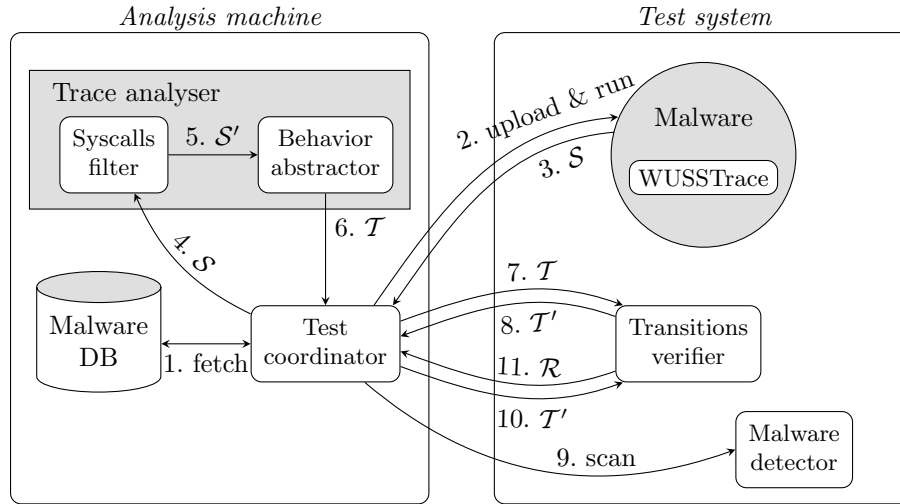 Analysis machine
Test system
Trace analyser
Syscalls
filter
5. 𝒮′
Behavior
abstractor
2. upload & run
3. 𝒮
Malware
WUSSTrace
4. 𝒮
6. 𝒯
Malware
DB
1. fetch
Test
coordinator
7. 𝒯
8. 𝒯′
11. ℛ
10. 𝒯′
Transitions
verifier
9. scan
Malware
detector